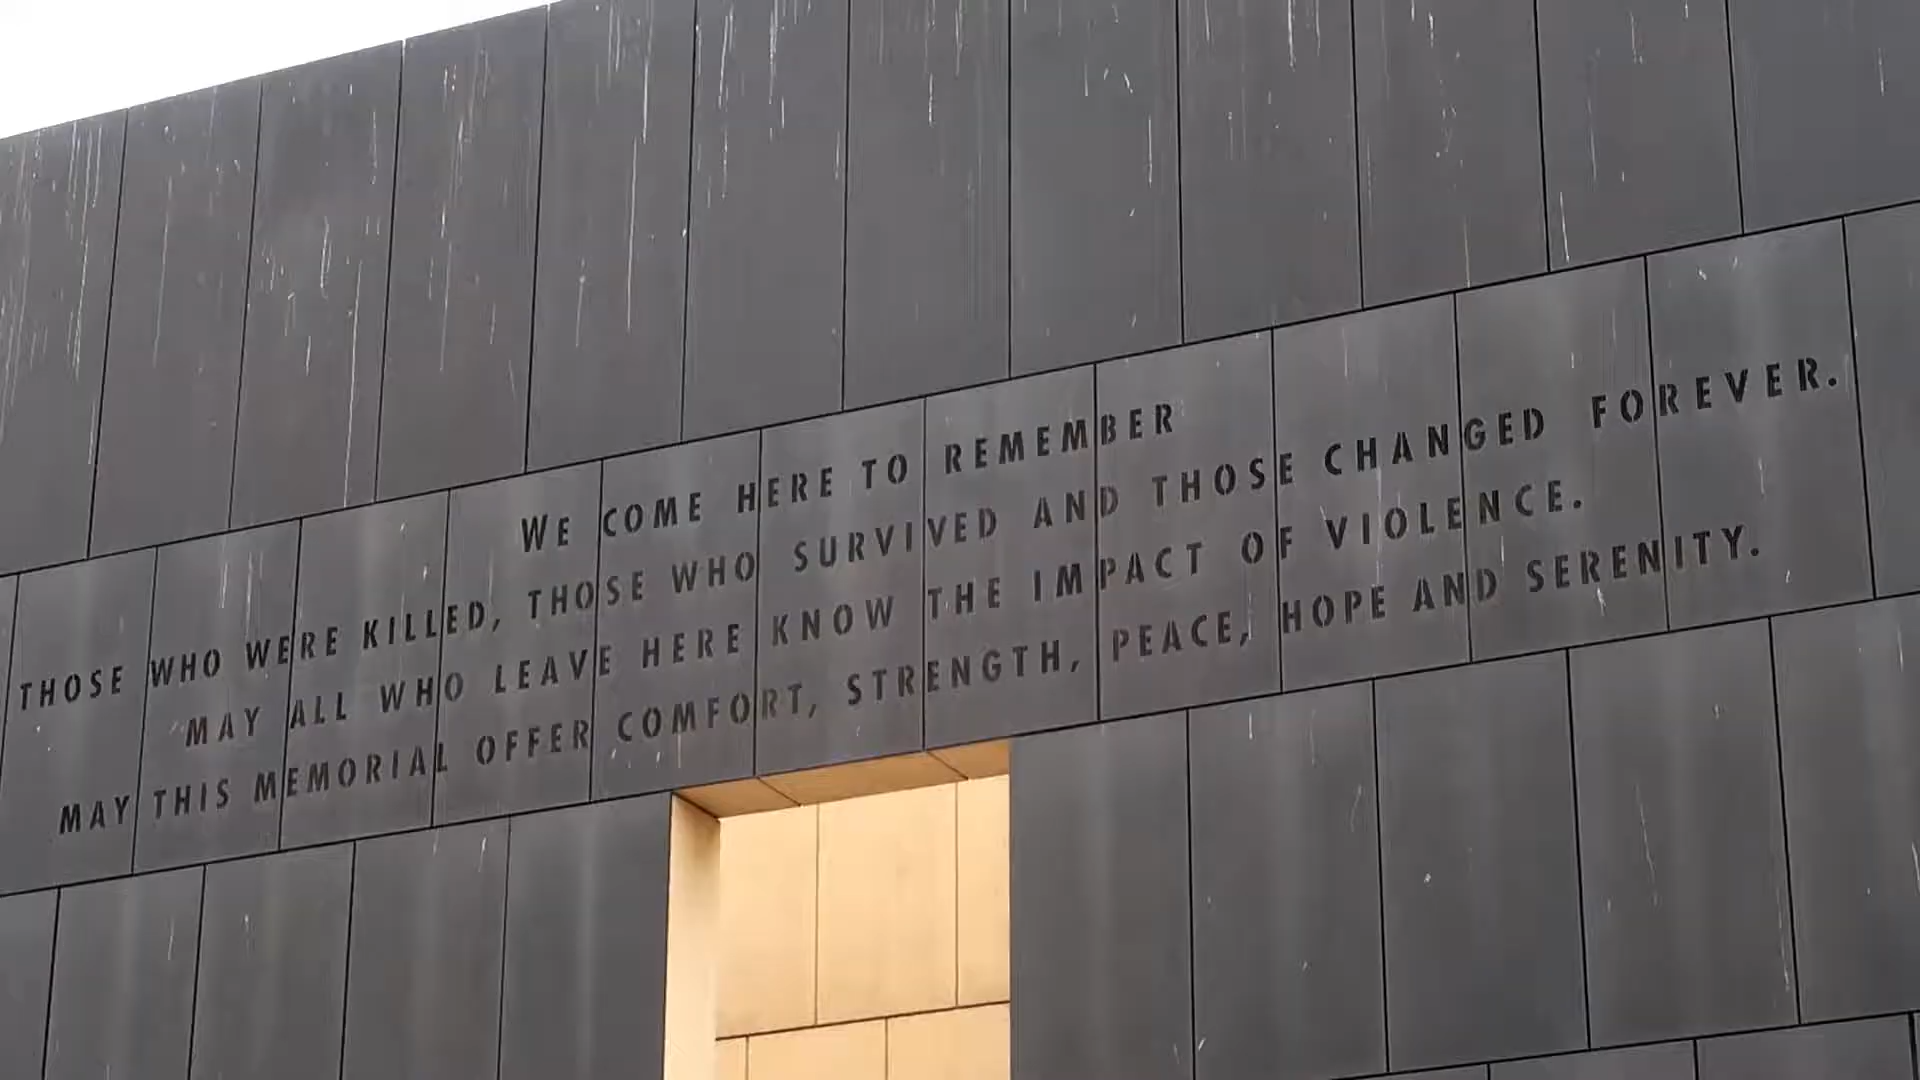 WE COME HERE TO REMEMBER
THOSE WHO WERE KILLED, THOSE WHO SURVIVED AND THOSE CHANGED FOREVER.
MAY ALL WHO LEAVE HERE KNOW THE IMPACT OF VIOLENCE.
MAY THIS MEMORIAL OFFER COMFORT, STRENGTH, PEACE, HOPE AND SERENITY.